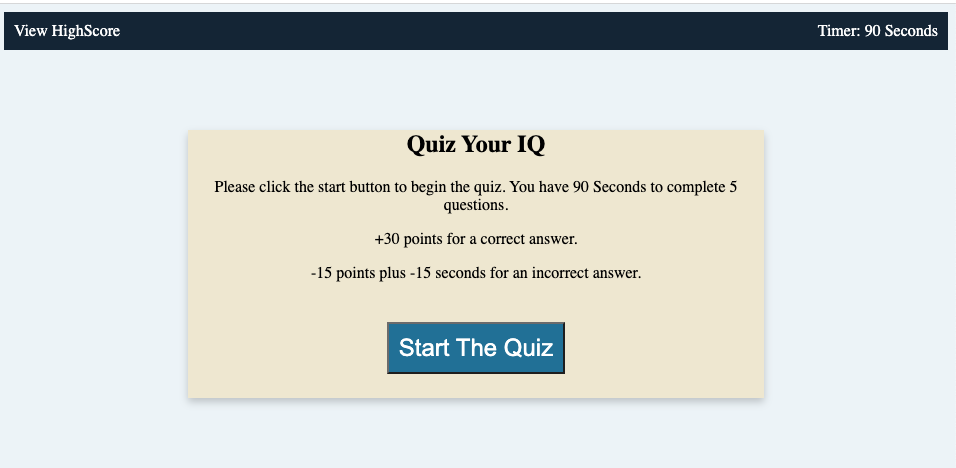 View HighScore
Timer: 90 Seconds
Quiz Your IQ
Please click the start button to begin the quiz. You have 90 Seconds to complete 5
questions.
+30 points for a correct answer.
-15 points plus -15 seconds for an incorrect answer.
Start The Quiz